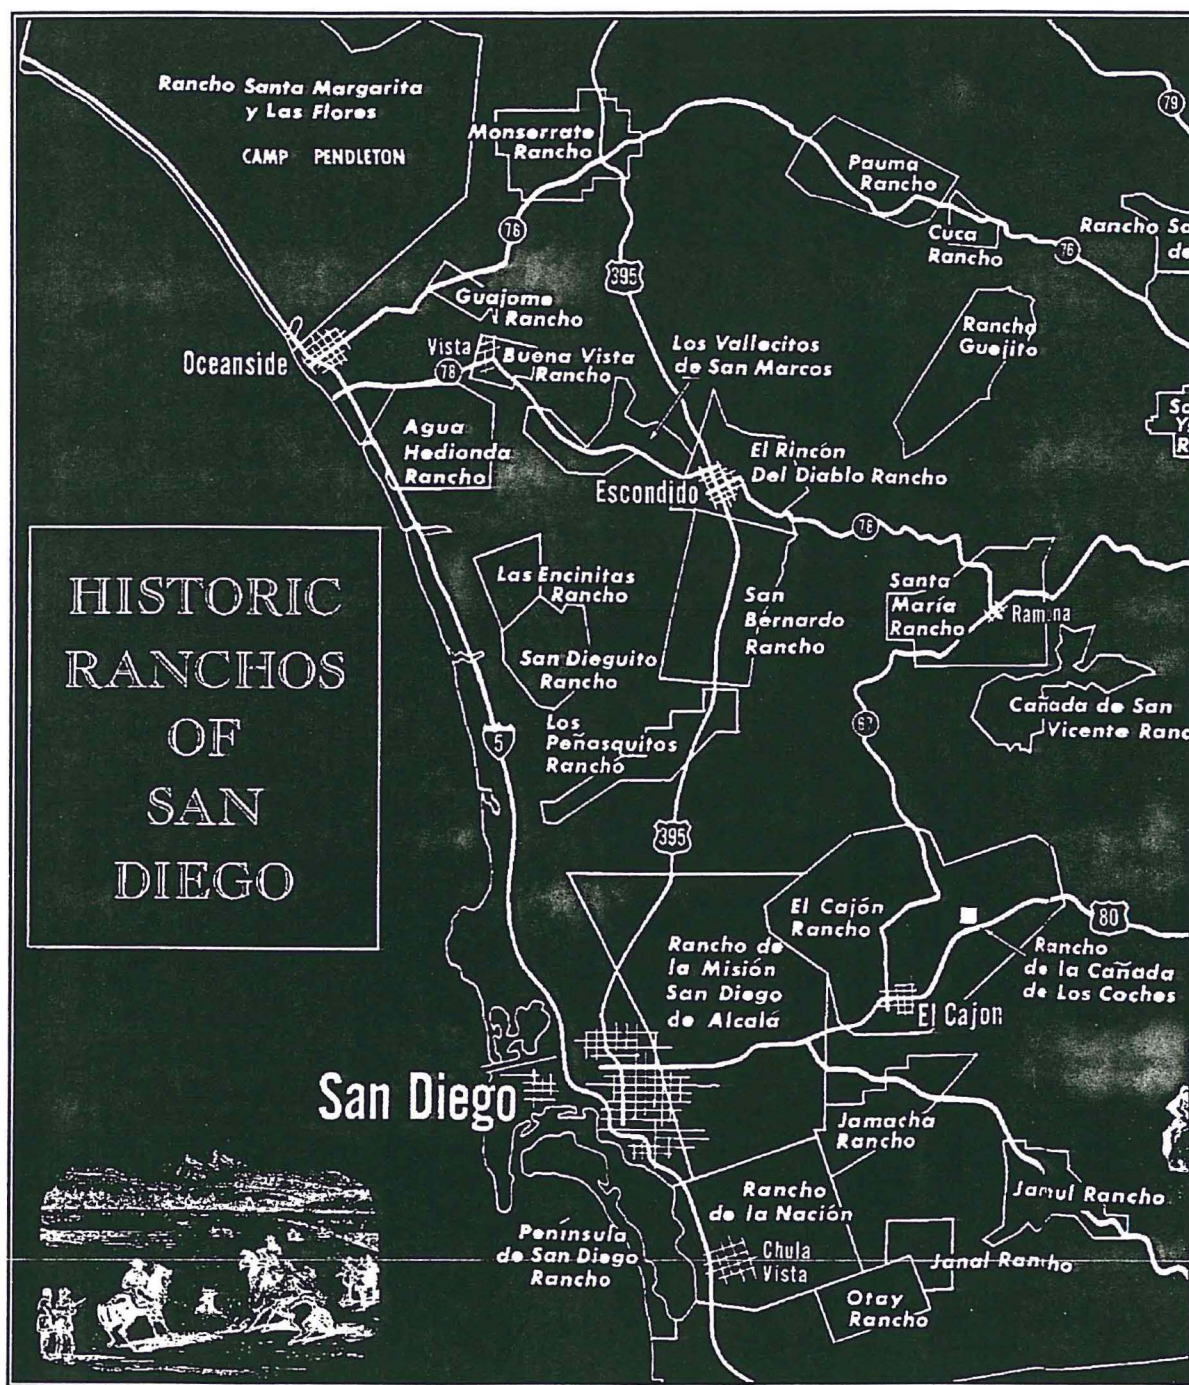 Rancho Santa Margarita
y Las Flores
CAMP PENDLETON
79
Monserrate
Rancho
Pauma
Rancho
Cuca
Rancho
76
Rancho
de
76
395
Guajome
Rancho
Rancho
Guejito
Oceanside
Vista
78
Buena Vista
Rancho
Los Vallecitos
de San Marcos
Agua
Hedionda
Rancho
El Rincón
Del Diablo Rancho
Escondido
78
HISTORIC
RANCHOS
OF
SAN
DIEGO
Las Encinitas
Rancho
San
Bernardo
Rancho
Santa
María
Rancho
San Dieguito
Rancho
Cañada de San
Vicente
5
Los
Peñasquitos
Rancho
67
395
El Cajón
Rancho
80
Rancho de
la Misión
San Diego
de Alcalá
Rancho
de la Cañada
de Los Coches
El Cajon
San Diego
Jamacha
Rancho
Rancho
de la Nación
Jamul Rancho
Península
de San Diego
Rancho
Chula
Vista
Janal Rancho
Otay
Rancho